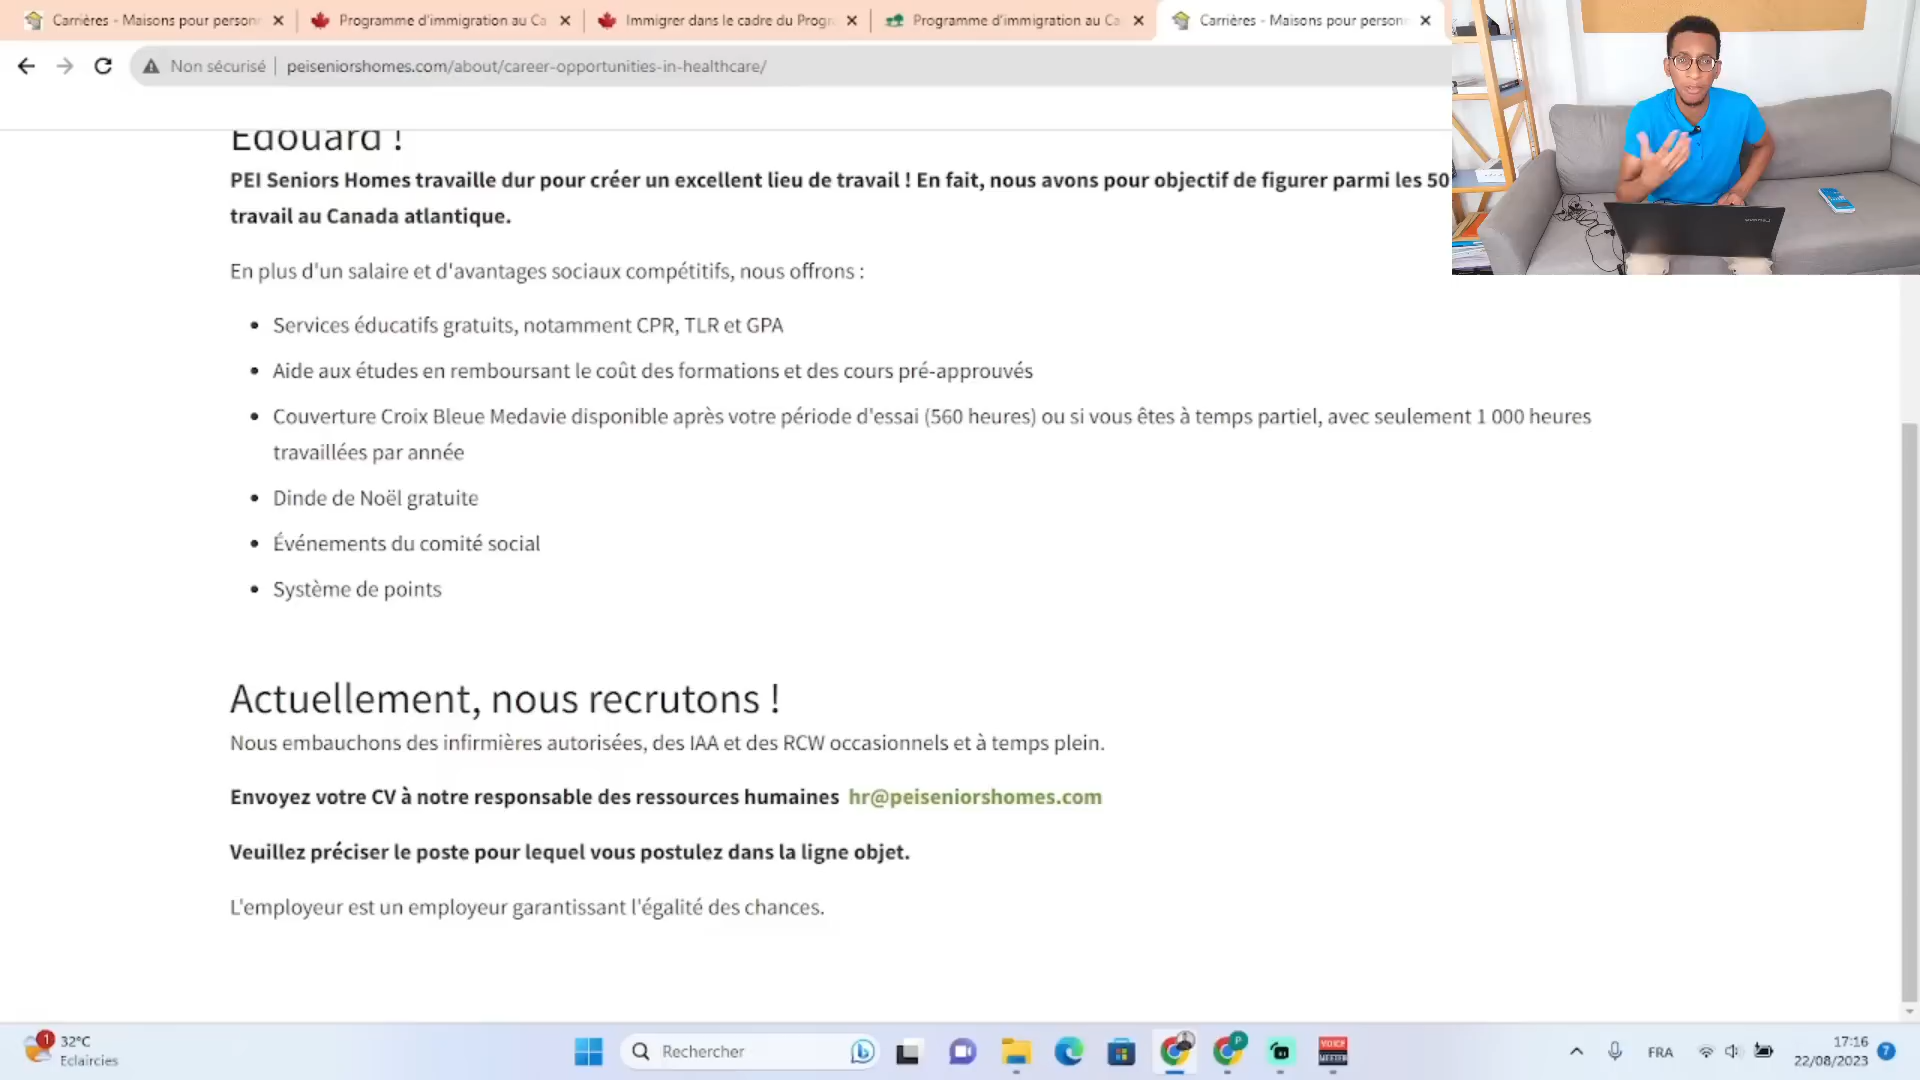 Carrières - Maisons pour personn
Programme d'immigration au Ca
Immigrer dans le cadre du Progr
Programme d'immigration au Ca
Carrières - Maisons pour person
Non sécurisé
peiseniorshomes.com/about/career-opportunities-in-healthcare/
Édouard !
PEI Seniors Homes travaille dur pour créer un excellent lieu de travail ! En fait, nous avons pour objectif de figurer parmi les 50
travail au Canada atlantique.
En plus d'un salaire et d'avantages sociaux compétitifs, nous offrons :
• Services éducatifs gratuits, notamment CPR, TLR et GPA
• Aide aux études en remboursant le coût des formations et des cours pré-approuvés
• Couverture Croix Bleue Medavie disponible après votre période d'essai (560 heures) ou si vous êtes à temps partiel, avec seulement 1 000 heures
travaillées par année
• Dinde de Noël gratuite
• Événements du comité social
• Système de points
Actuellement, nous recrutons !
Nous embauchons des infirmières autorisées, des IAA et des RCW occasionnels et à temps plein.
Envoyez votre CV à notre responsable des ressources humaines hr@peiseniorshomes.com
Veuillez préciser le poste pour lequel vous postulez dans la ligne objet.
L'employeur est un employeur garantissant l'égalité des chances.
1
32°C
Eclaircies
Rechercher
P
VOICE
MEETER
FRA
17:16
22/08/2023
7